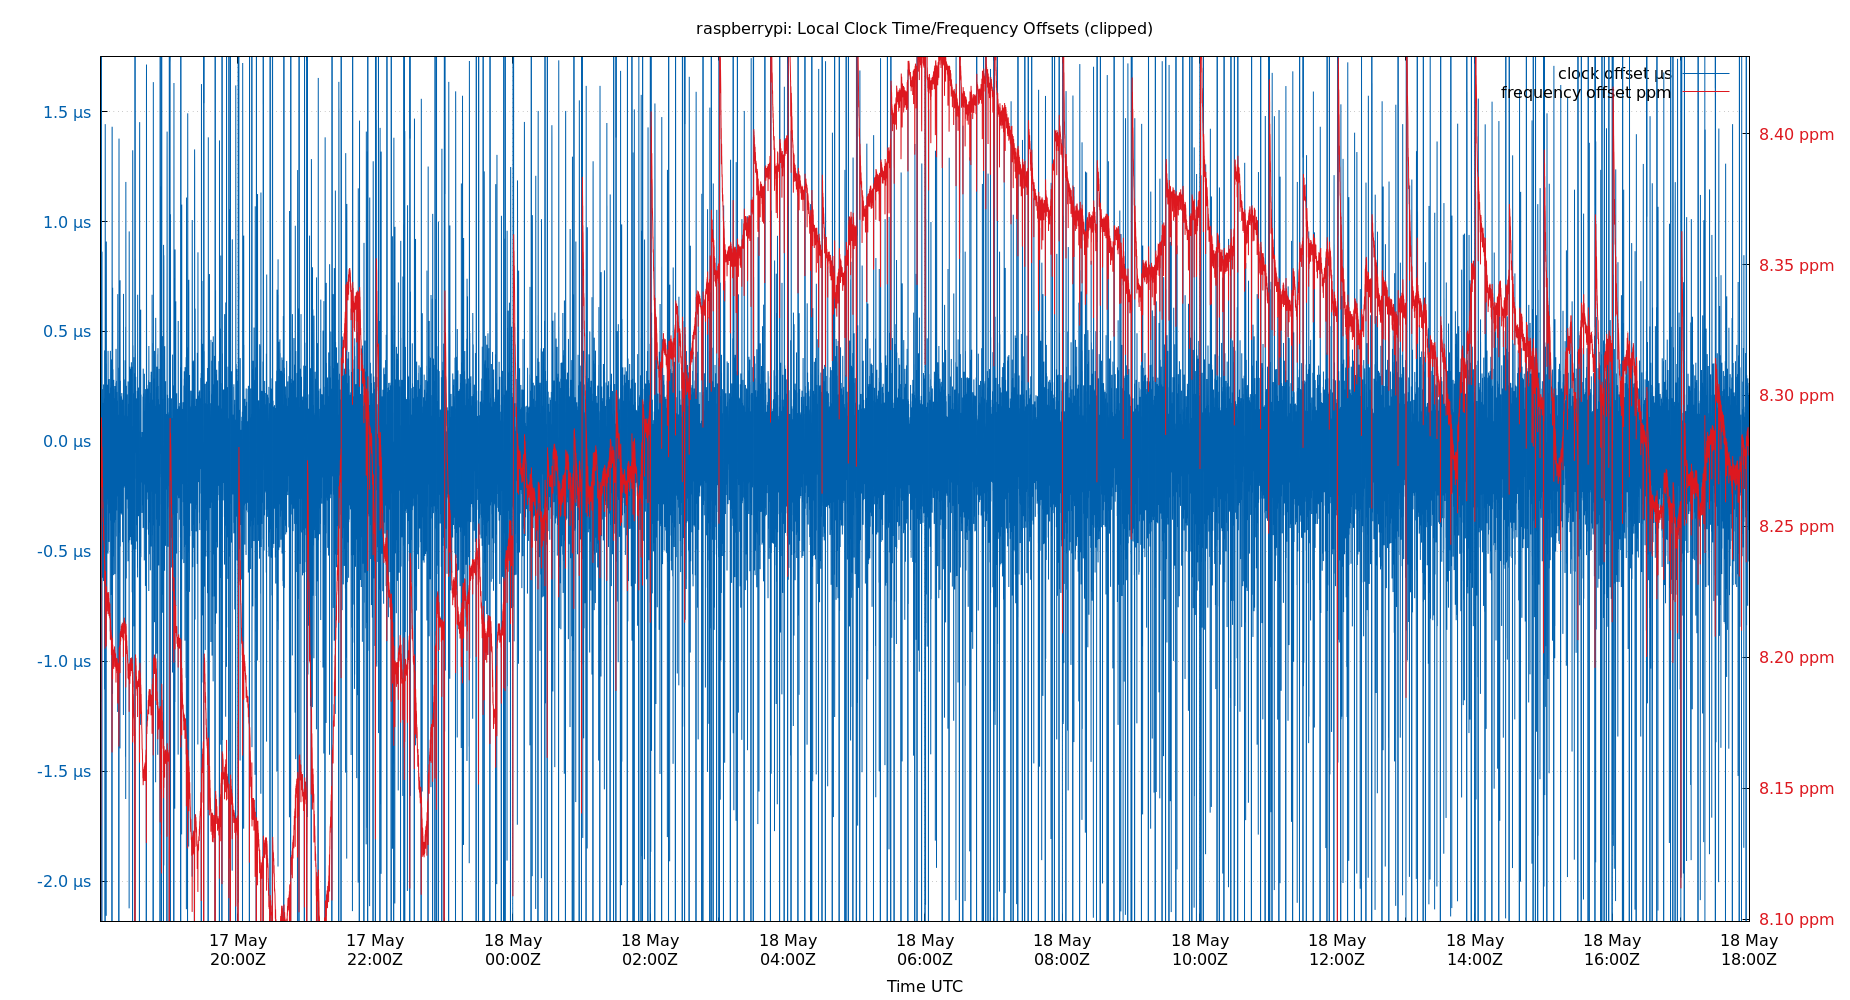 raspberrypi: Local Clock Time/Frequency Offsets (clipped)
clock offset µs
frequency offset ppm
1.5 µs
1.0 µs
0.5 µs
0.0 µs
-0.5 µs
-1.0 µs
-1.5 µs
-2.0 µs
8.40 ppm
8.35 ppm
8.30 ppm
8.25 ppm
8.20 ppm
8.15 ppm
8.10 ppm
17 May 17 May 18 May 18 May 18 May 18 May 18 May 18 May 18 May 18 May 18 May 18 May
20:00Z 22:00Z 00:00Z 02:00Z 04:00Z 06:00Z 08:00Z 10:00Z 12:00Z 14:00Z 16:00Z 18:00Z
Time UTC